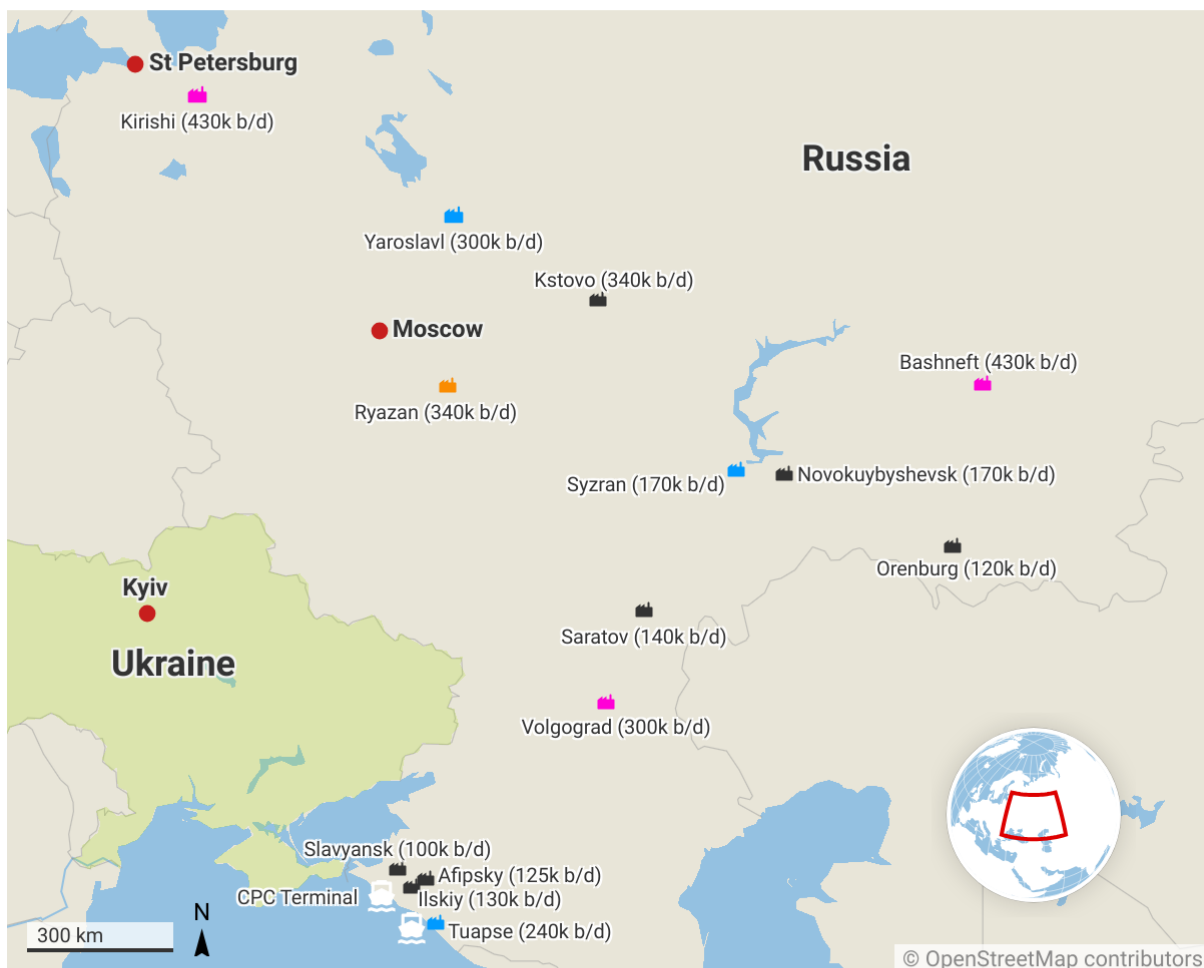 St Petersburg
Kirishi (430k b/d)
Russia
Yaroslavl (300k b/d)
Kstovo (340k b/d)
Moscow
Bashneft (430k b/d)
Ryazan (340k b/d)
Syzran (170k b/d)
Novokuybyshevsk (170k b/d)
Orenburg (120k b/d)
Kyiv
Saratov (140k b/d)
Ukraine
Volgograd (300k b/d)
Slavyansk (100k b/d)
Afipsky (125k b/d)
CPC Terminal
Ilskiy (130k b/d)
N
Tuapse (240k b/d)
300 km
© OpenStreetMap contributors